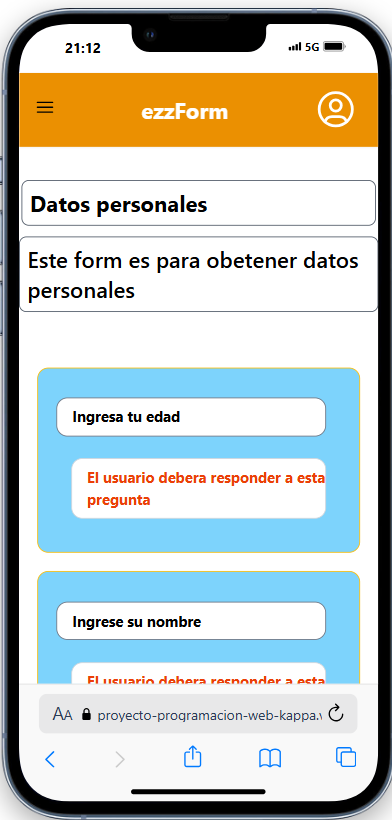 21:12
5G
ezzForm
Datos personales
Este form es para obetener datos
personales
Ingresa tu edad
El usuario debera responder a esta
pregunta
Ingrese su nombre
El usuario debera responder a esta
AA proyecto-programacion-web-kappa.v